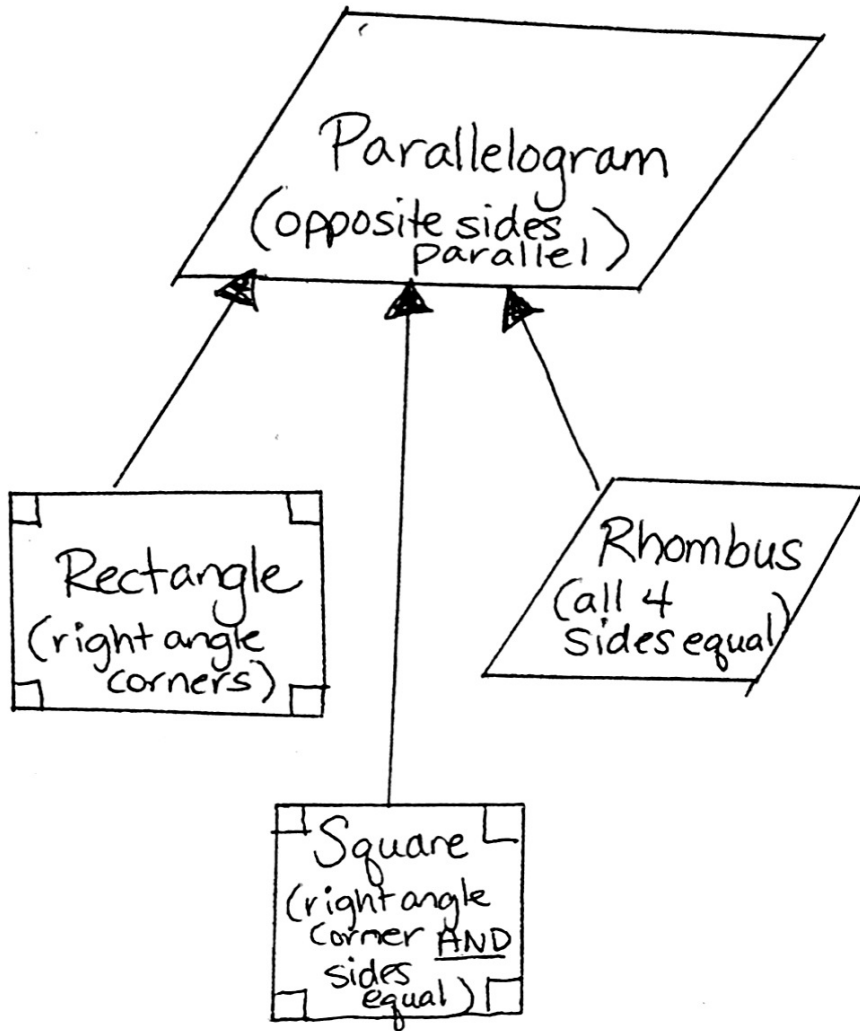 Parallelogram
(opposite sides
parallel)
Rectangle
(right angle
corners)
Rhombus
(all 4
sides equal)
Square
(right angle
corner AND
sides
equal)